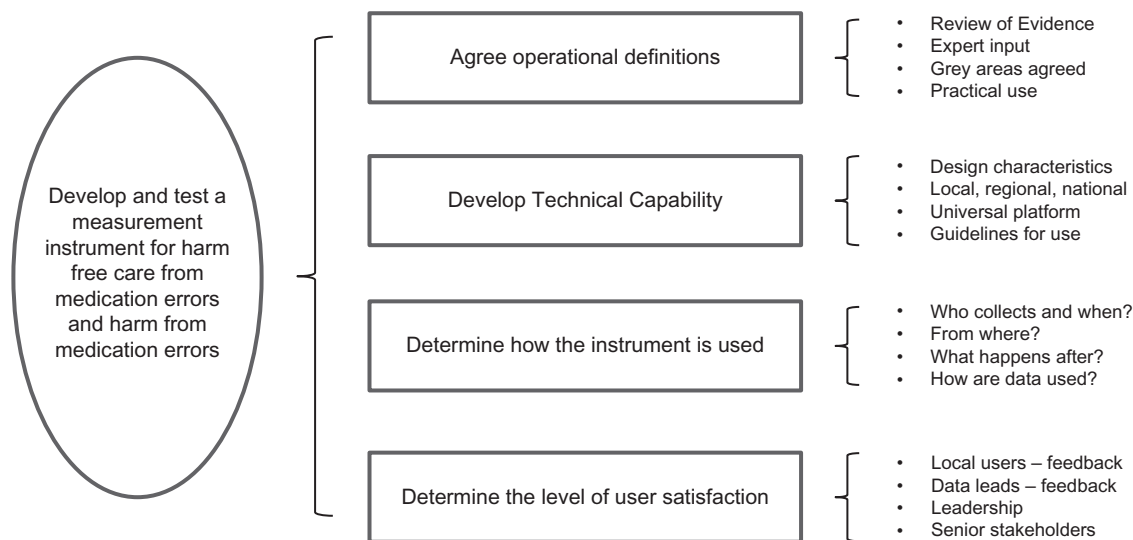 Develop and test a
measurement
instrument for harm
free care from
medication errors
and harm from
medication errors
Agree operational definitions
• Review of Evidence
• Expert input
• Grey areas agreed
• Practical use
Develop Technical Capability
• Design characteristics
• Local, regional, national
• Universal platform
• Guidelines for use
Determine how the instrument is used
• Who collects and when?
• From where?
• What happens after?
• How are data used?
Determine the level of user satisfaction
• Local users – feedback
• Data leads – feedback
• Leadership
• Senior stakeholders